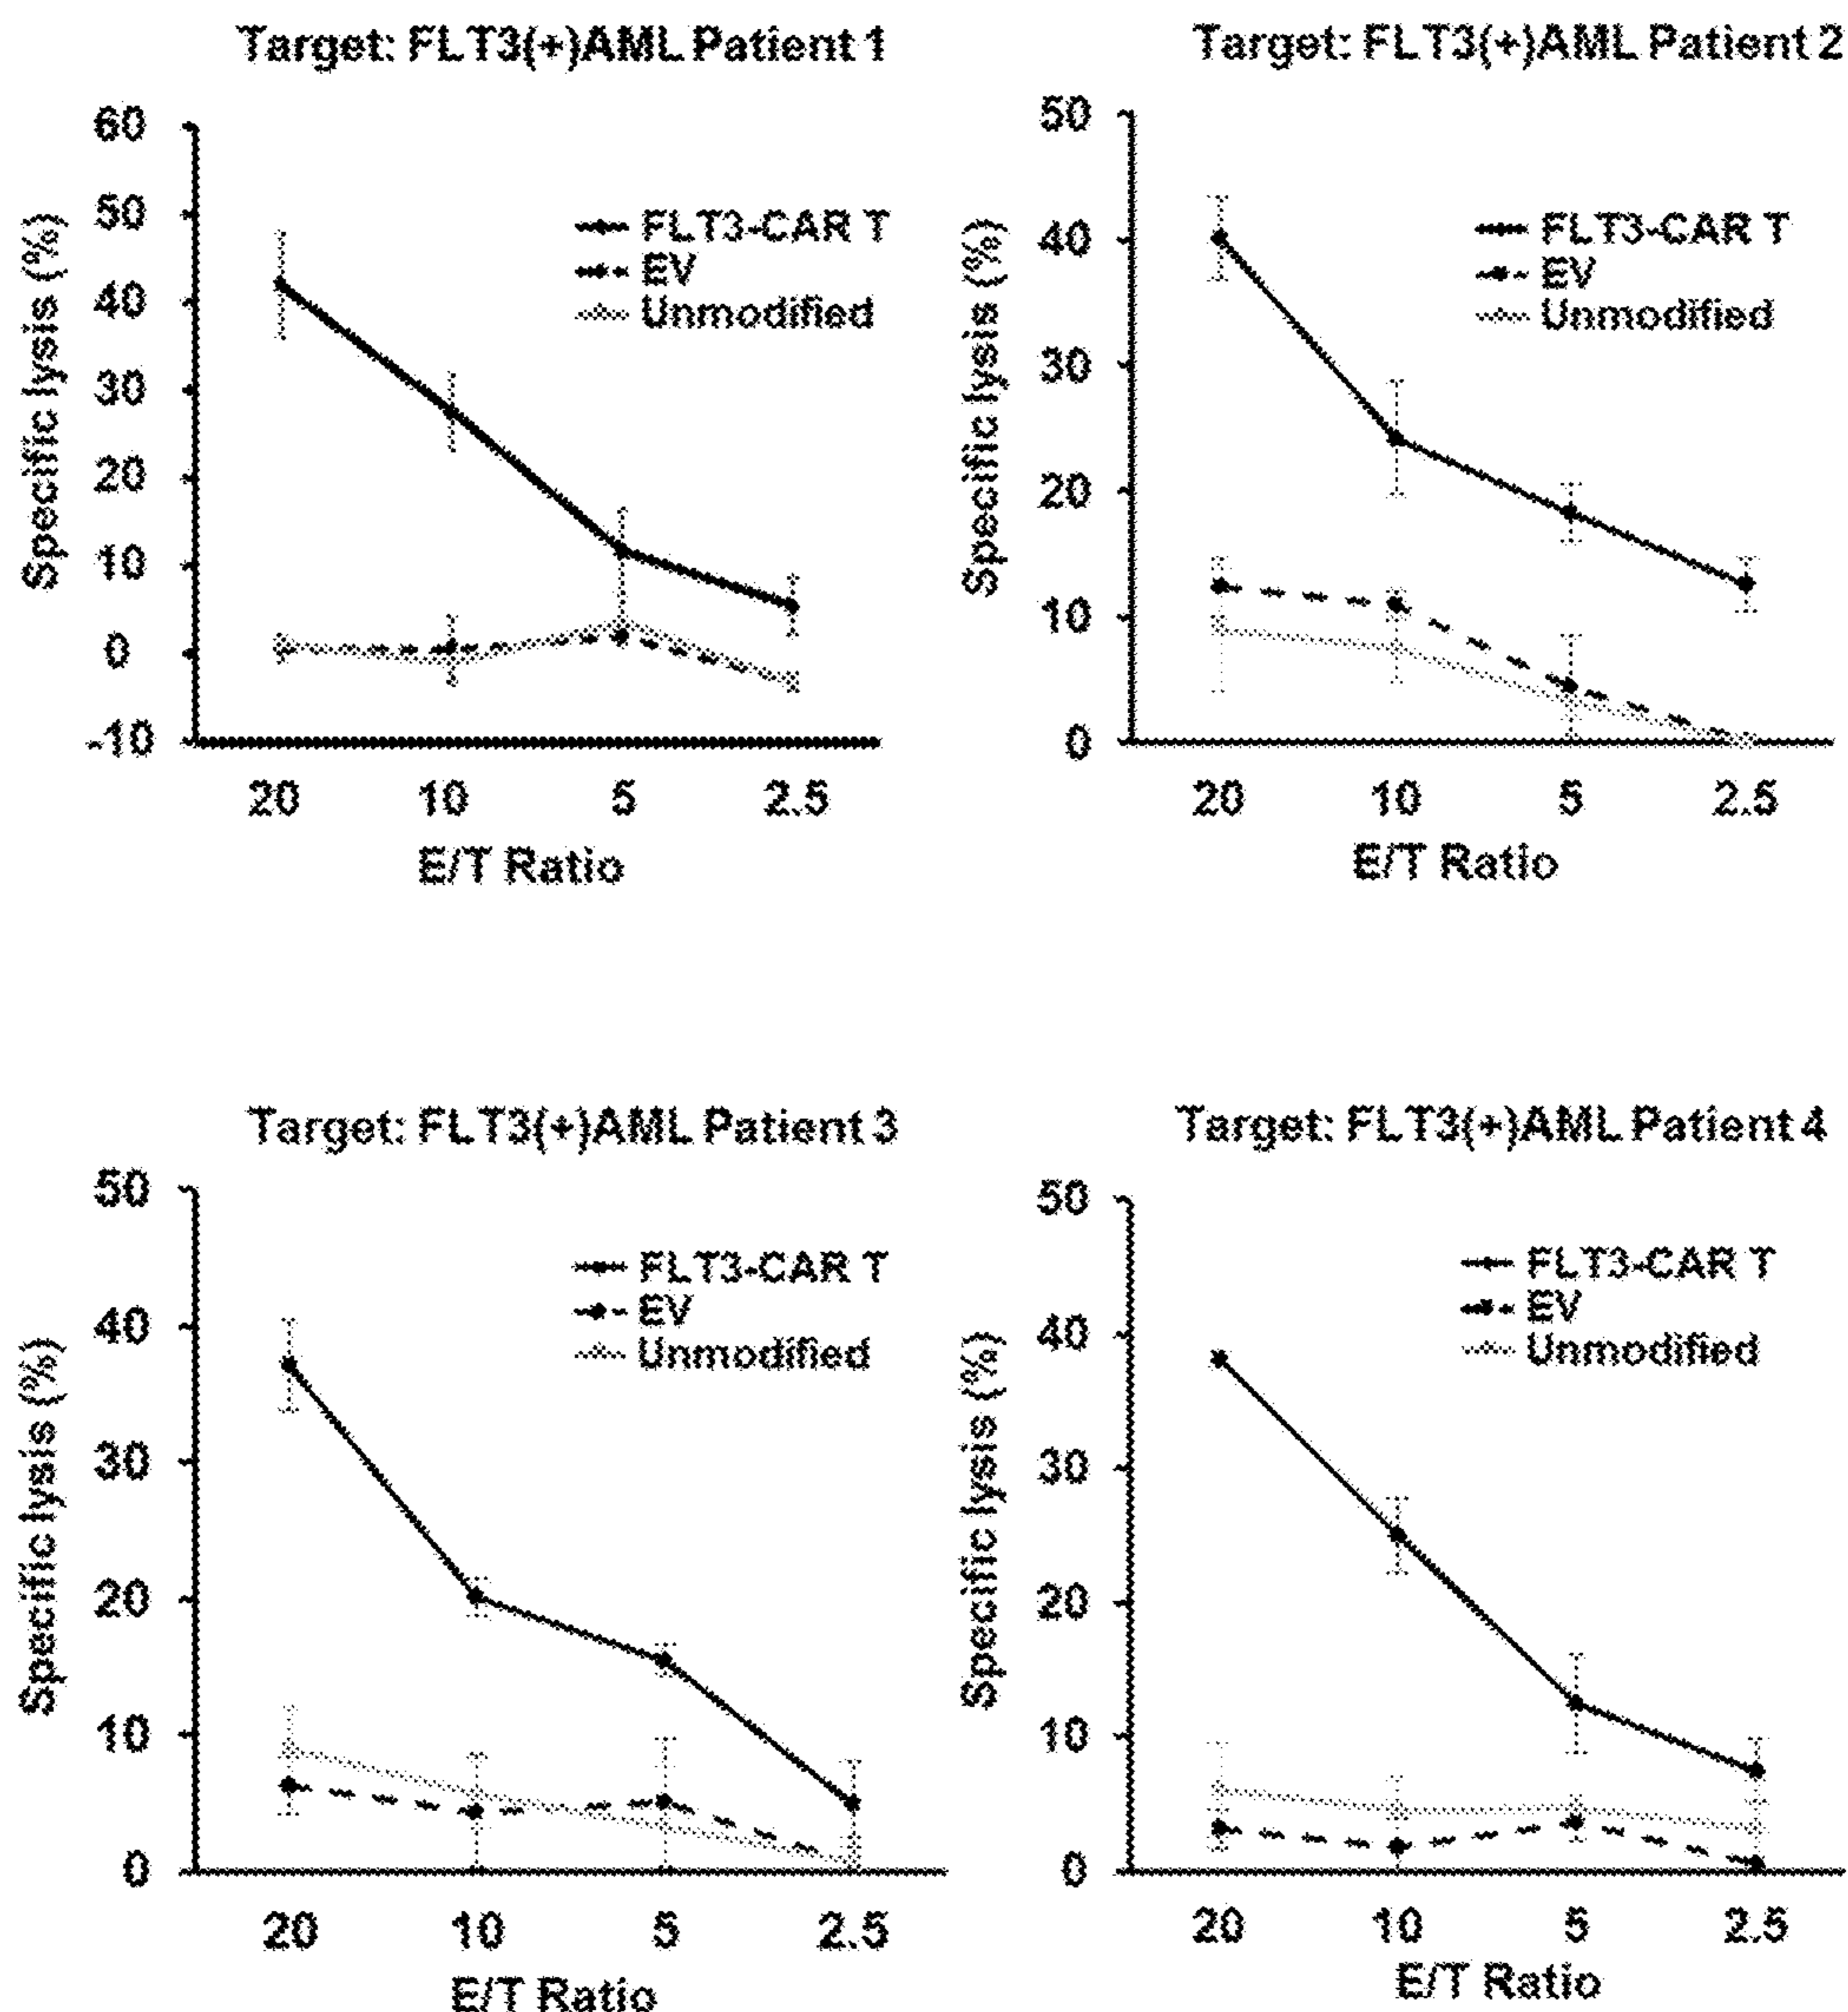 Target: FLT3(+)AML Patient 1
60
50
40
30
20
10
0
-10
Specific lysis (%)
FLT3-CAR T
EV
Unmodified
20 10 5 2.5
E/T Ratio
Target: FLT3(+)AML Patient 2
50
40
30
20
10
0
Specific lysis (%)
FLT3-CAR T
EV
Unmodified
20 10 5 2.5
E/T Ratio
Target: FLT3(+)AML Patient 3
50
40
30
20
10
0
Specific lysis (%)
FLT3-CAR T
EV
Unmodified
20 10 5 2.5
E/T Ratio
Target: FLT3(+)AML Patient 4
50
40
30
20
10
0
Specific lysis (%)
FLT3-CAR T
EV
Unmodified
20 10 5 2.5
E/T Ratio